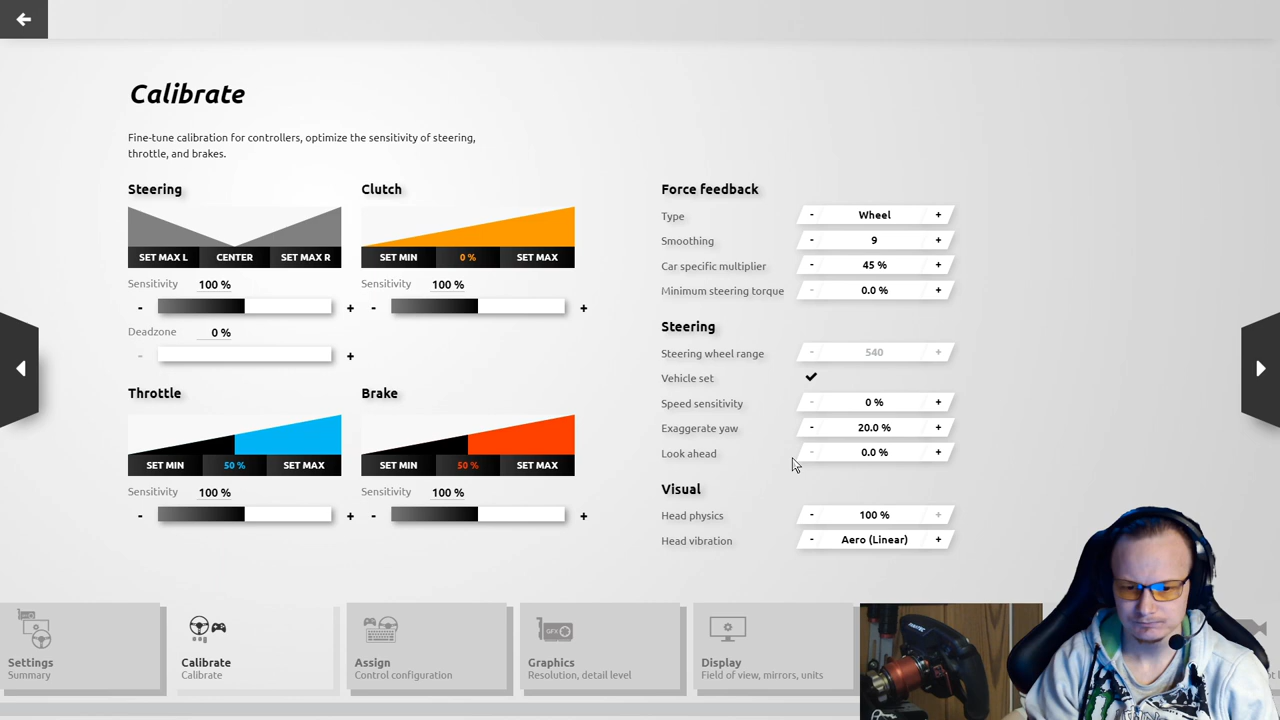 Calibrate
Fine-tune calibration for controllers, optimize the sensitivity of steering,
throttle, and brakes.
Steering
SET MAX L CENTER SET MAX R
Sensitivity 100 %
- +
Deadzone 0 %
- +
Clutch
SET MIN 0 % SET MAX
Sensitivity 100 %
- +
Throttle
SET MIN 50 % SET MAX
Sensitivity 100 %
- +
Brake
SET MIN 50 % SET MAX
Sensitivity 100 %
- +
Force feedback
Type - Wheel +
Smoothing - 9 +
Car specific multiplier - 45 % +
Minimum steering torque - 0.0 % +
Steering
Steering wheel range - 540 +
Vehicle set
Speed sensitivity - 0 % +
Exaggerate yaw - 20.0 % +
Look ahead - 0.0 % +
Visual
Head physics - 100 % +
Head vibration - Aero (Linear) +
Settings
Summary
Calibrate
Calibrate
Assign
Control configuration
GFX
Graphics
Resolution, detail level
Display
Field of view, mirrors, units
FANATEC